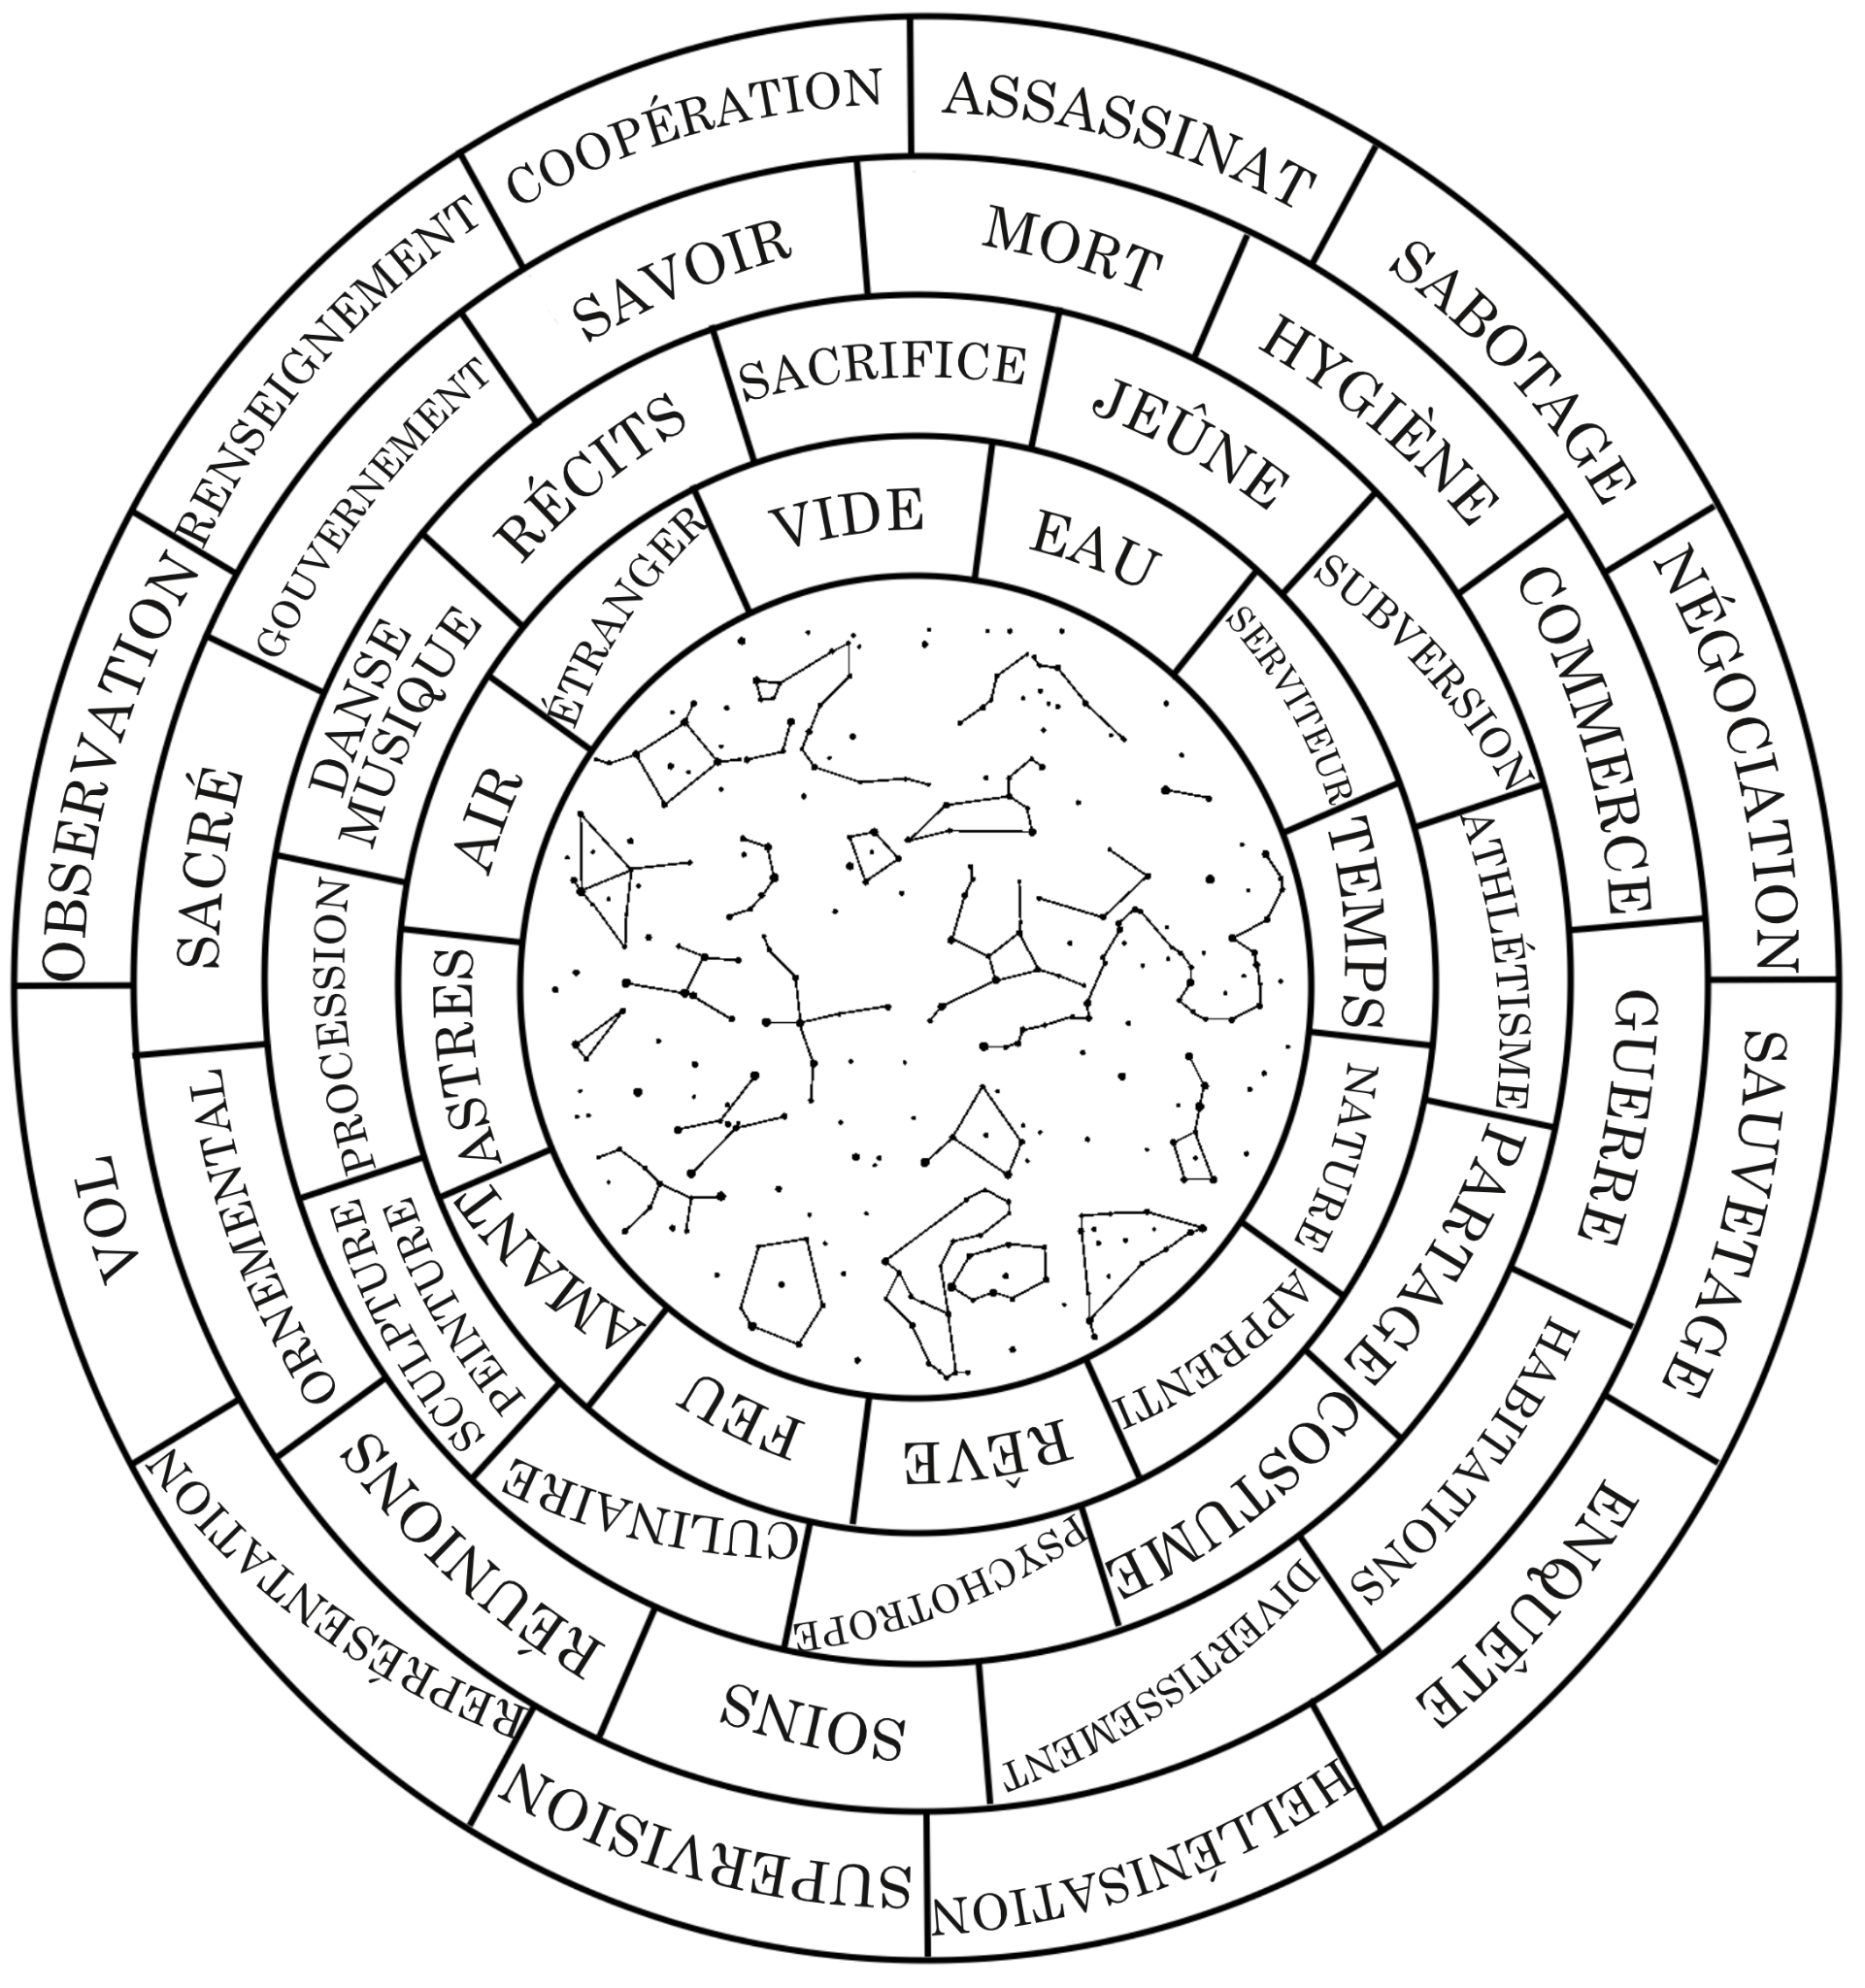 ASSASSINAT
SABOTAGE
NÉGOCIATION
SAUVETAGE
ENQUÊTE
HELLÉNISATION
SUPERVISION
REPRÉSENTATION
VOL
OBSERVATION
RENSEIGNEMENT
COOPÉRATION
MORT
HYGIÈNE
COMMERCE
GUERRE
HABITATIONS
DIVERTISSEMENT
SOINS
RÉUNIONS
ORNEMENTAL
SACRÉ
GOUVERNEMENT
SAVOIR
SACRIFICE
JEÛNE
SUBVERSION
ATHLÉTISME
PARTAGE
COSTUME
PSYCHOTROPE
CULINAIRE
SCULPTURE
PEINTURE
PROCESSION
DANSE
MUSIQUE
RÉCITS
VIDE
EAU
SERVITEUR
TEMPS
NATURE
APPRENTI
RÊVE
FEU
AMANT
ASTRES
AIR
ÉTRANGER